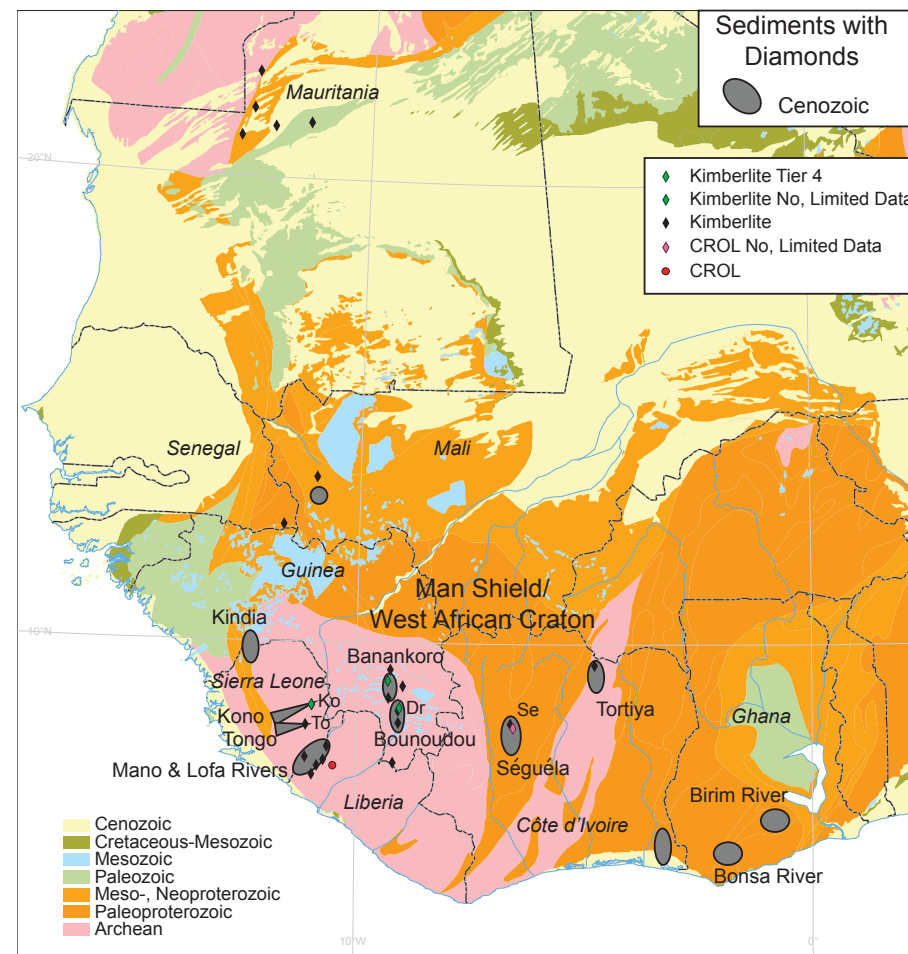 Sediments with
Diamonds
Cenozoic
Mauritania
20°N
Kimberlite Tier 4
Kimberlite No, Limited Data
Kimberlite
CROL No, Limited Data
CROL
Senegal
Mali
Guinea
Man Shield/
West African Craton
Kindia
10°N
Banankoro
Sierra Leone
Ko
Kono
To
Tongo
Dr
Bounoudou
Se
Séguéla
Tortiya
Ghana
Mano & Lofa Rivers
Liberia
Côte d'Ivoire
Birim River
Bonsa River
Cenozoic
Cretaceous-Mesozoic
Mesozoic
Paleozoic
Meso-, Neoproterozoic
Paleoproterozoic
Archean
10°W
0°